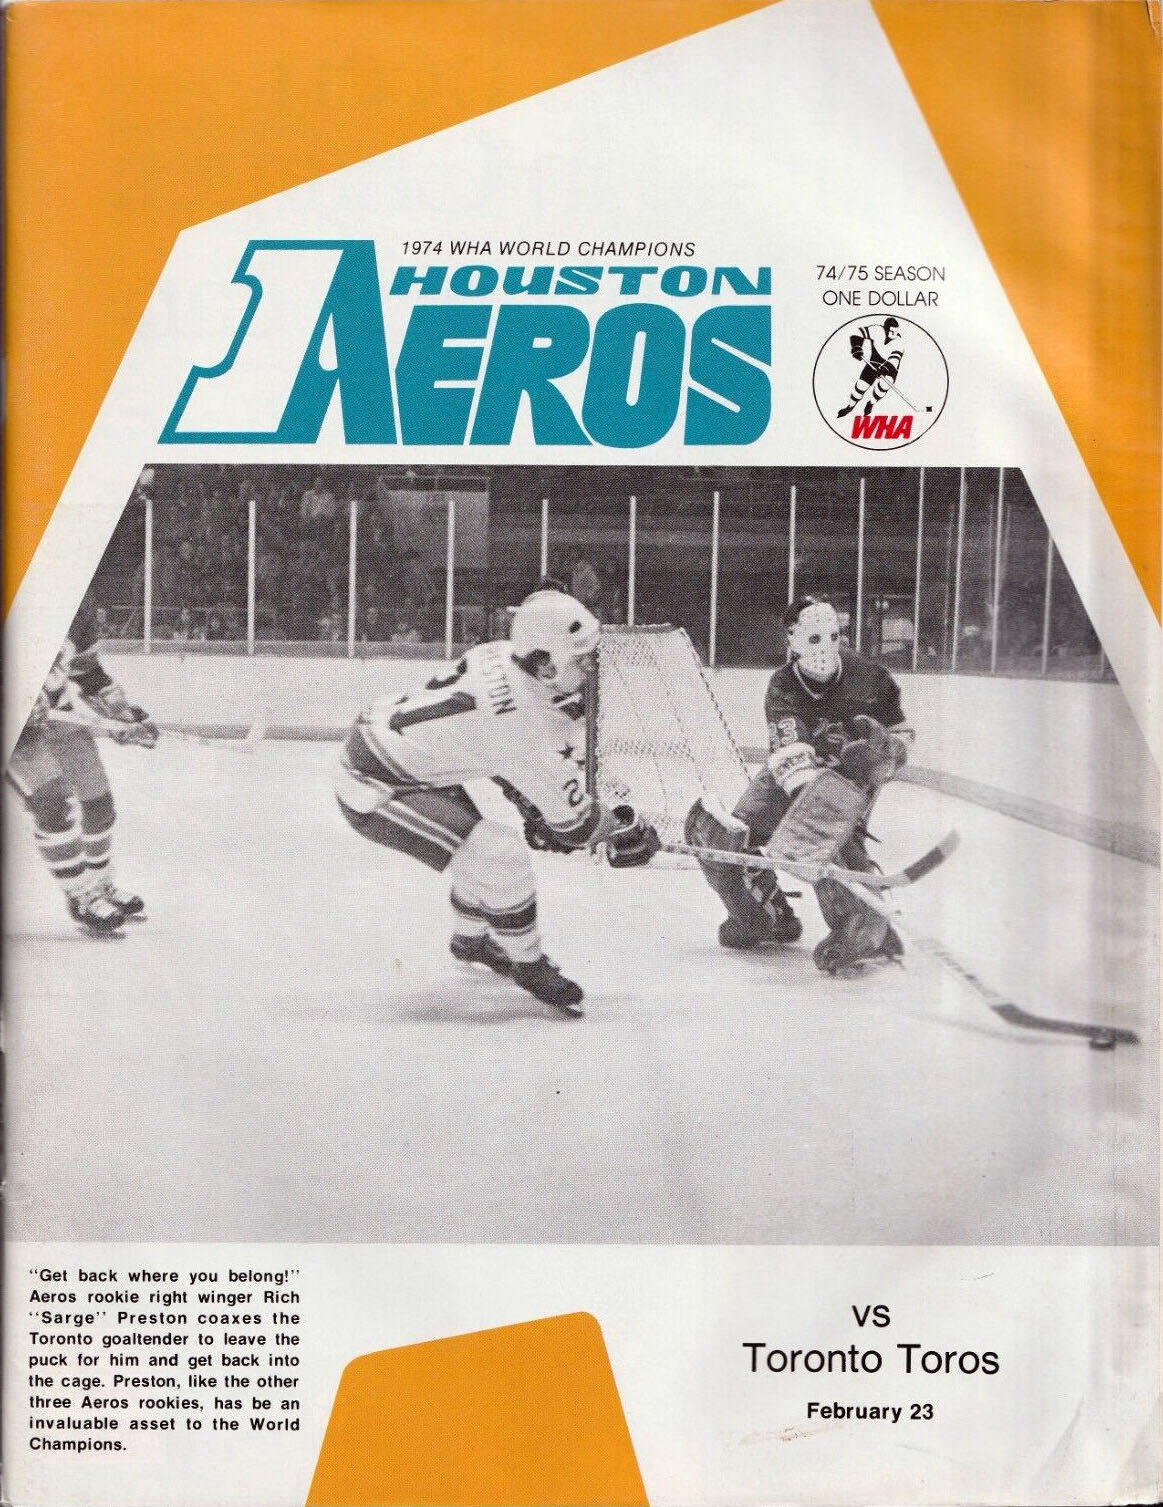 1974 WHA WORLD CHAMPIONS
HOUSTON
AEROS
1
74/75 SEASON
ONE DOLLAR
WHA
"Get back where you belong!"
Aeros rookie right winger Rich
"Sarge" Preston coaxes the
Toronto goaltender to leave the
puck for him and get back into
the cage. Preston, like the other
three Aeros rookies, has be an
invaluable asset to the World
Champions.
vs
Toronto Toros
February 23